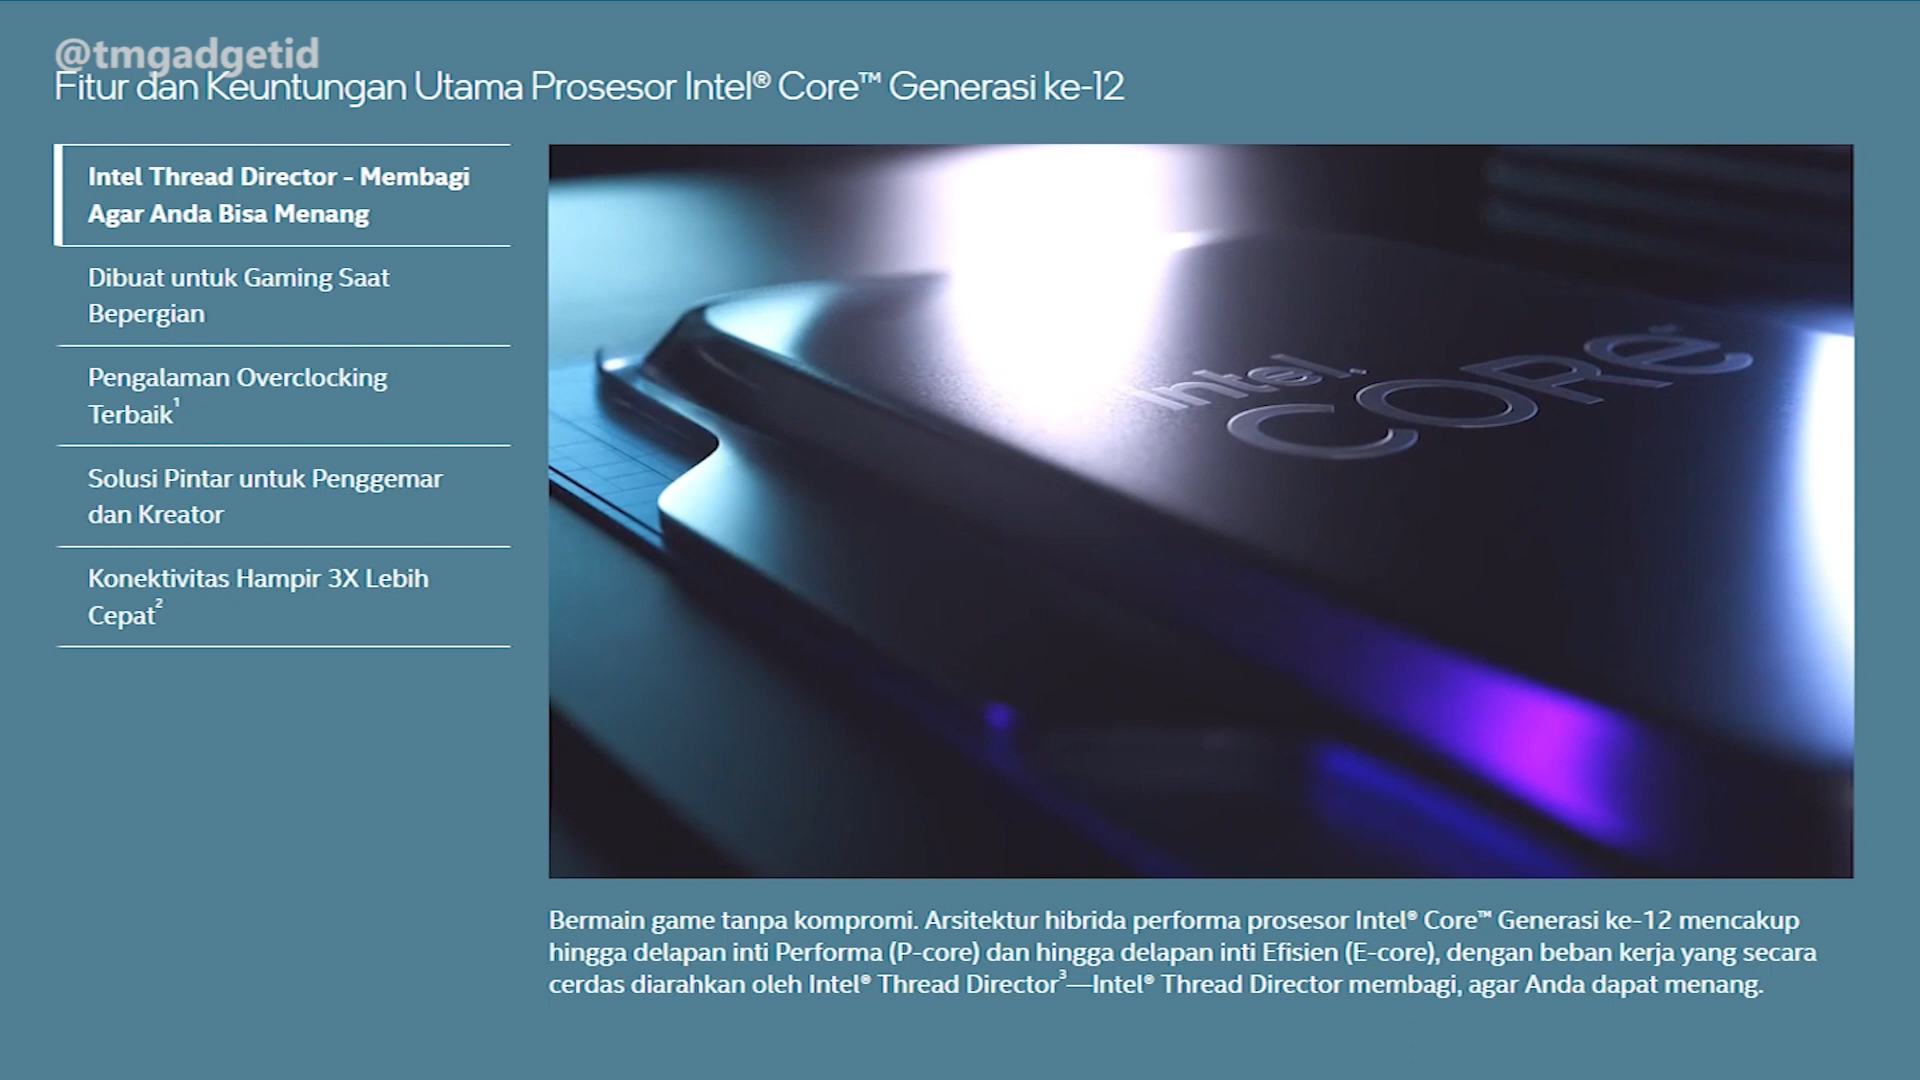 @tmgadgetid
Fitur dan Keuntungan Utama Prosesor Intel® Core™ Generasi ke-12
Intel Thread Director - Membagi
Agar Anda Bisa Menang
Dibuat untuk Gaming Saat
Bepergian
Pengalaman Overclocking
Terbaik¹
Solusi Pintar untuk Penggemar
dan Kreator
Konektivitas Hampir 3X Lebih
Cepat²
intel.
CORe
Bermain game tanpa kompromi. Arsitektur hibrida performa prosesor Intel® Core™ Generasi ke-12 mencakup
hingga delapan inti Performa (P-core) dan hingga delapan inti Efisien (E-core), dengan beban kerja yang secara
cerdas diarahkan oleh Intel® Thread Director³—Intel® Thread Director membagi, agar Anda dapat menang.